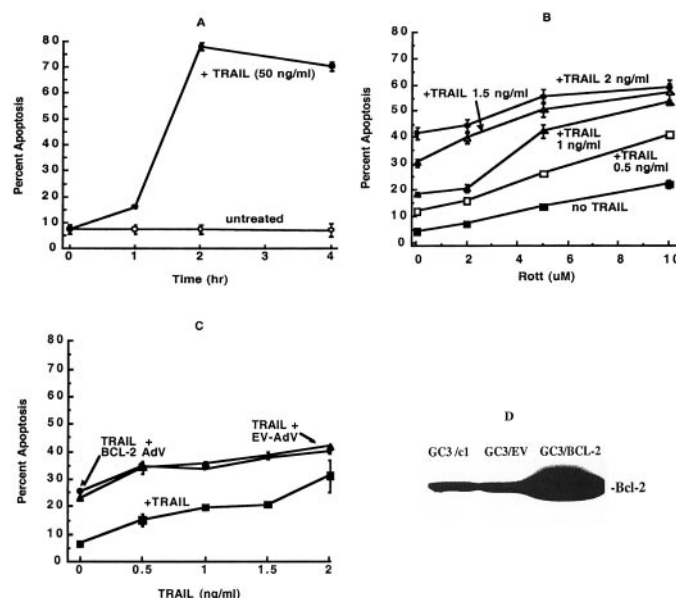 A
80
70
60
50
40
30
20
10
0
Percent Apoptosis
+ TRAIL (50 ng/ml)
untreated
0 1 2 3 4
Time (hr)
B
80
70
60
50
40
30
20
10
0
Percent Apoptosis
+TRAIL 2 ng/ml
+TRAIL 1.5 ng/ml
+TRAIL
1 ng/ml
+TRAIL
0.5 ng/ml
no TRAIL
0 2 4 6 8 10
Rott (uM)
C
80
70
60
50
40
30
20
10
0
Percent Apoptosis
TRAIL +
BCL-2 AdV
TRAIL +
EV-AdV
+TRAIL
0 0.5 1 1.5 2
TRAIL (ng/ml)
D
GC3 /c1 GC3/EV GC3/BCL-2
-Bcl-2